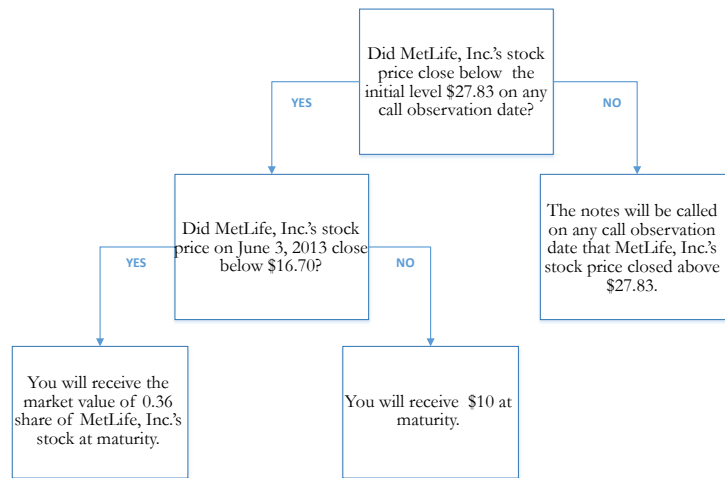 Did MetLife, Inc.'s stock
price close below the
initial level $27.83 on any
call observation date?
YES
NO
Did MetLife, Inc.'s stock
price on June 3, 2013 close
below $16.70?
The notes will be called
on any call observation
date that MetLife, Inc.'s
stock price closed above
$27.83.
YES
NO
You will receive the
market value of 0.36
share of MetLife, Inc.'s
stock at maturity.
You will receive $10 at
maturity.